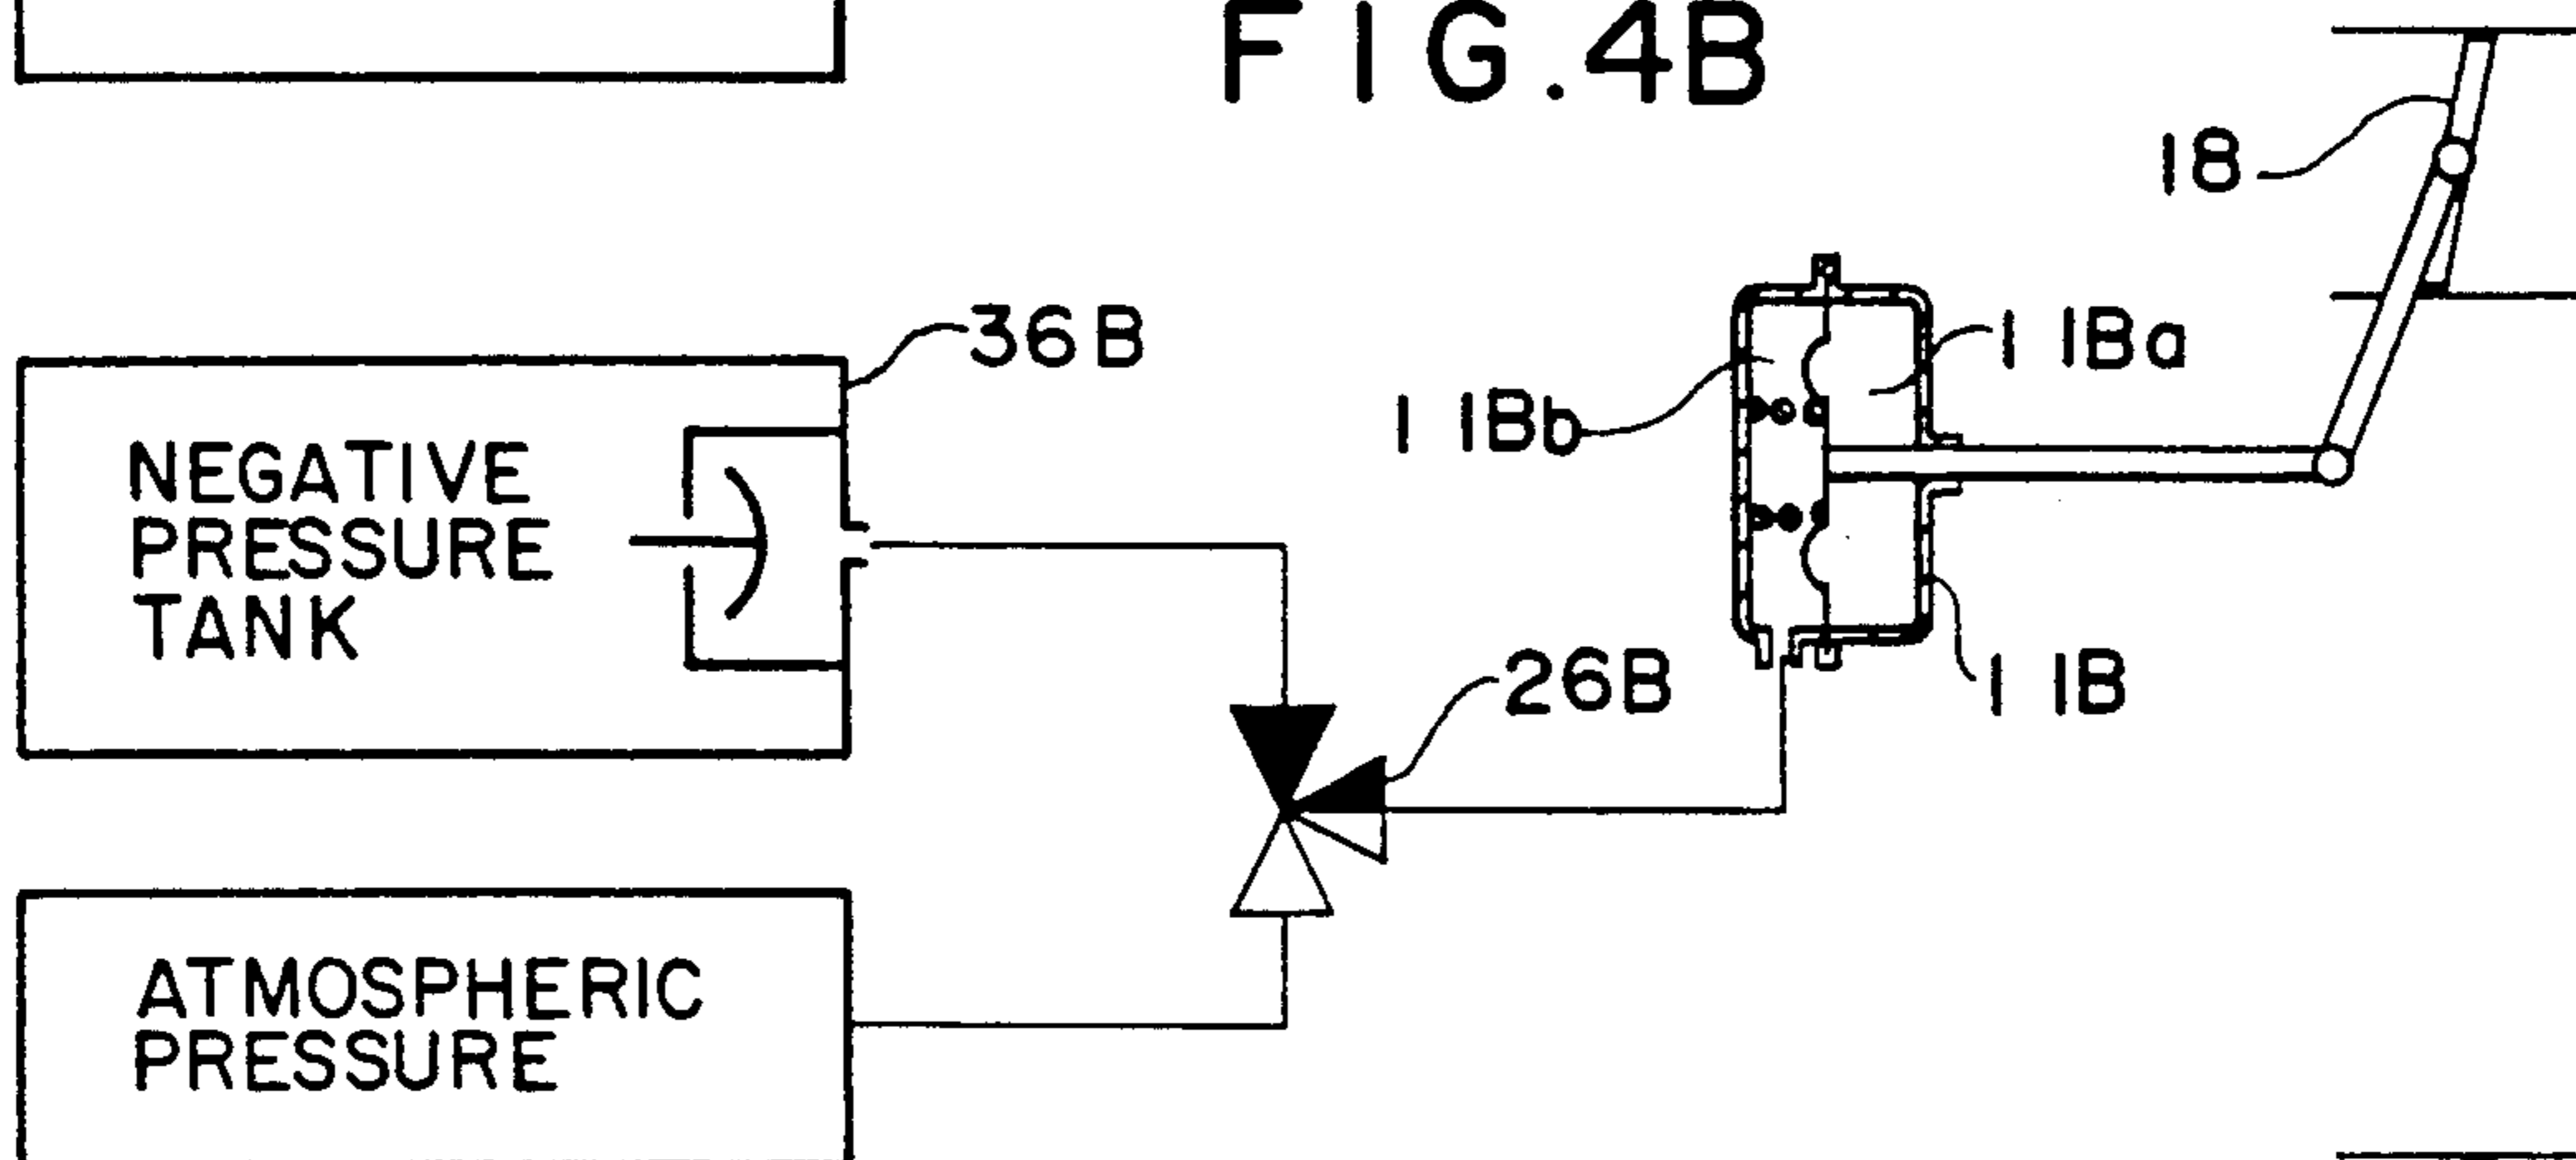 FIG.4B
18
36B
11Ba
11Bb
NEGATIVE
PRESSURE
TANK
26B
11B
ATMOSPHERIC
PRESSURE